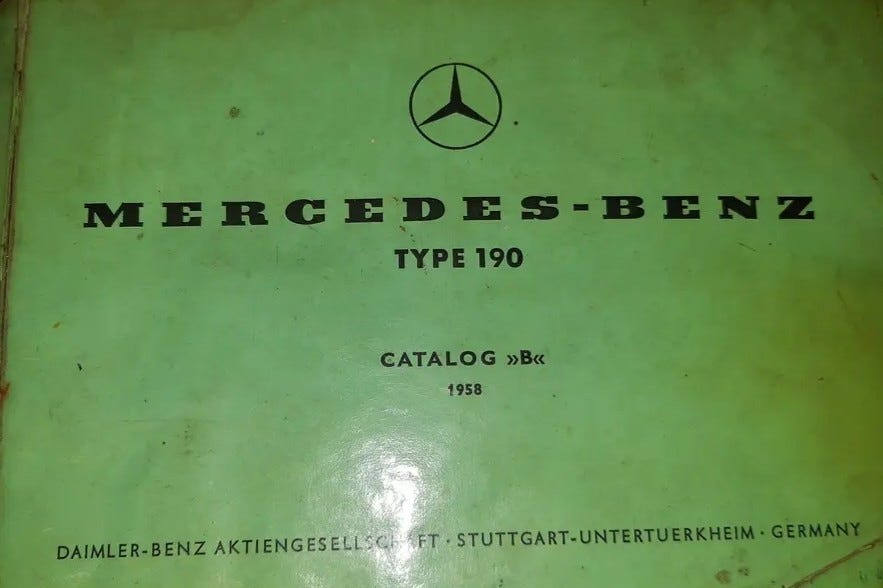 MERCEDES-BENZ
TYPE 190
CATALOG »B«
1958
DAIMLER-BENZ AKTIENGESELLSCHAFT · STUTTGART-UNTERTUERKHEIM · GERMANY